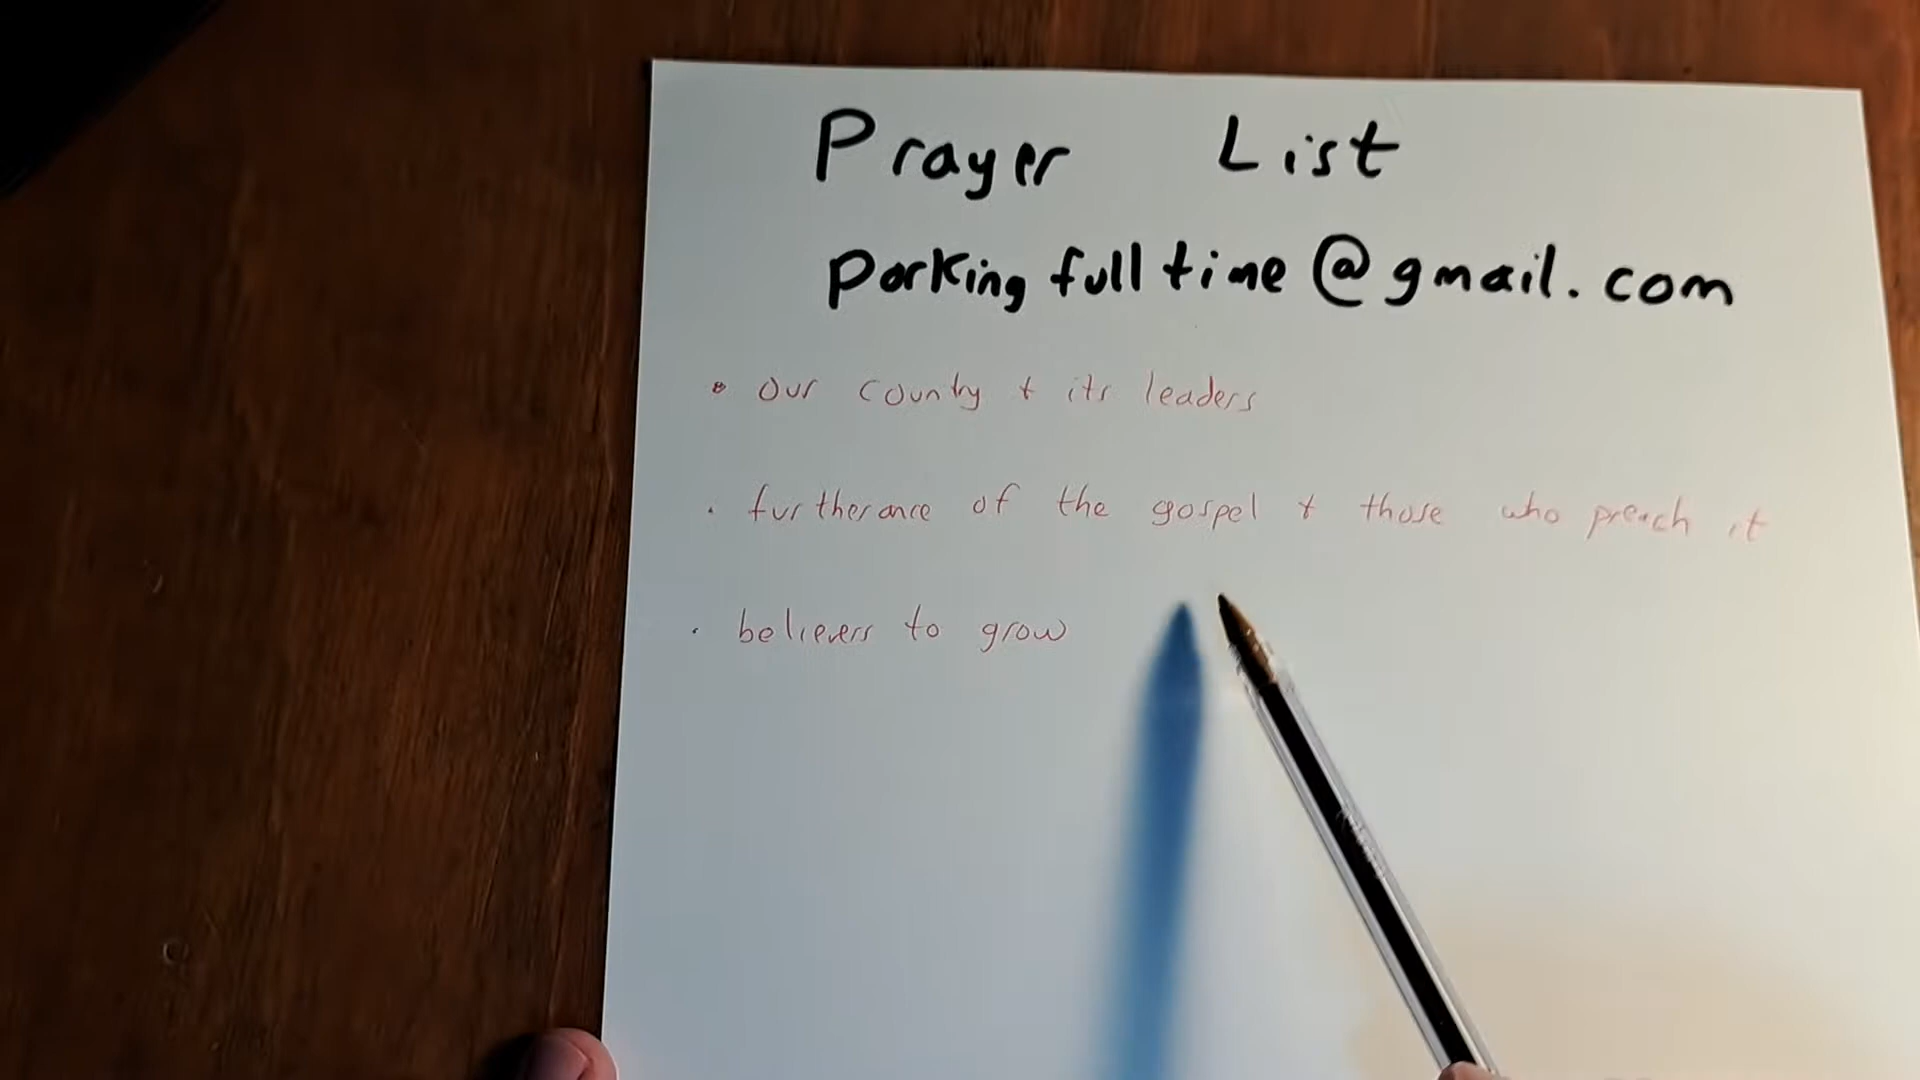 Prayer List
parkingfulltime@gmail.com
• Our country + its leaders
• furtherance of the gospel + those who preach it
• believers to grow